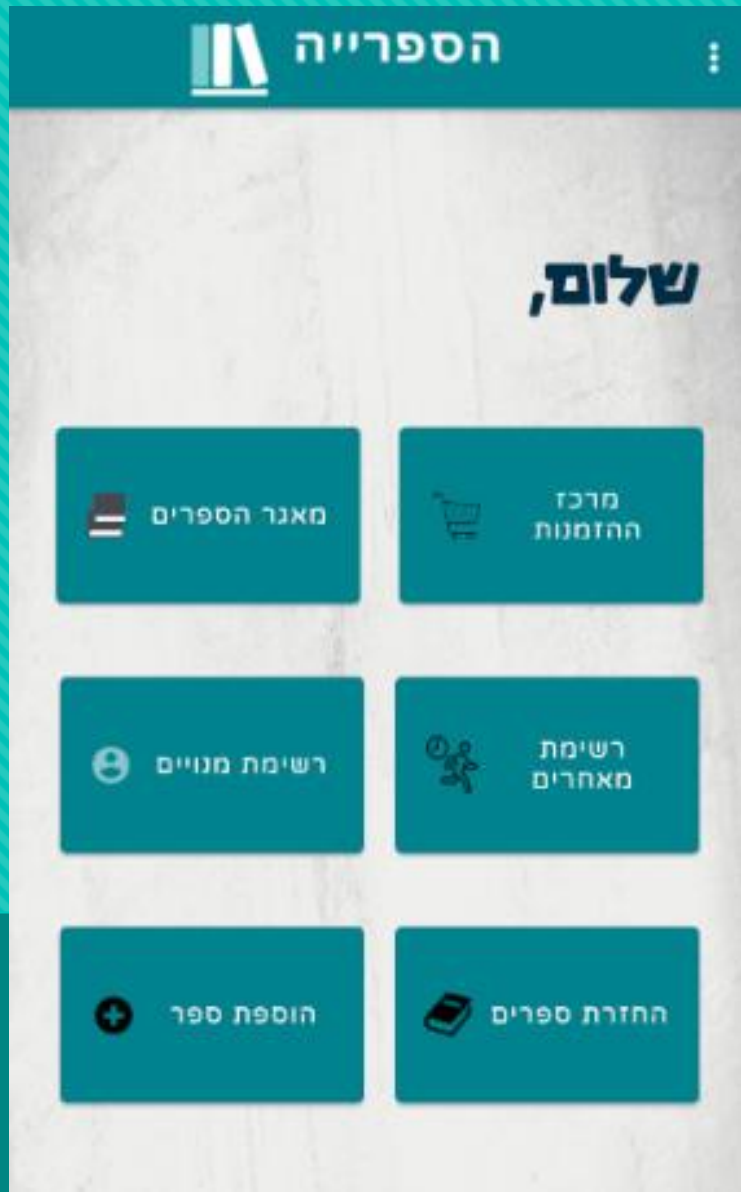 הספרייה
שלום,
מרכז
ההזמנות
מאגר הספרים
רשימת
מאחרים
רשימת מנויים
החזרת ספרים
הוספת ספר